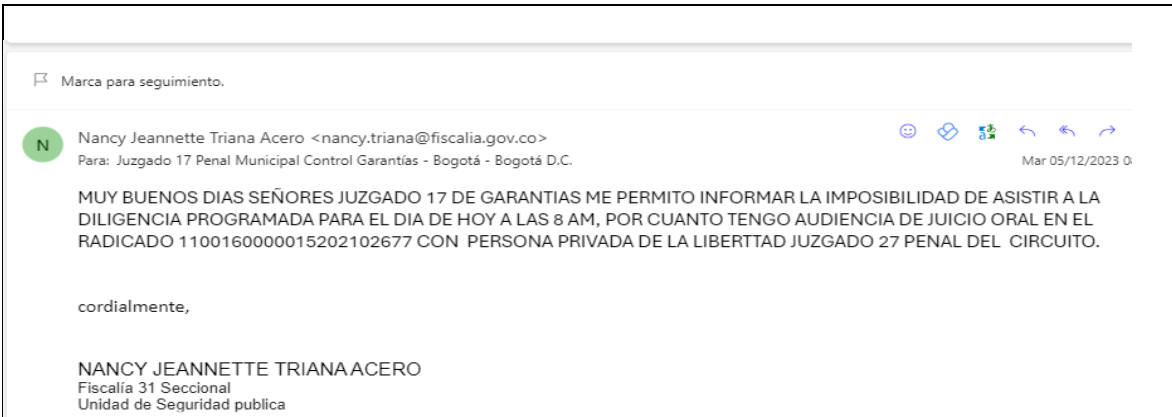 Marca para seguimiento.
N
Nancy Jeannette Triana Acero <nancy.triana@fiscalia.gov.co>
Para: Juzgado 17 Penal Municipal Control Garantías - Bogotá - Bogotá D.C.
Mar 05/12/2023
MUY BUENOS DIAS SEÑORES JUZGADO 17 DE GARANTIAS ME PERMITO INFORMAR LA IMPOSIBILIDAD DE ASISTIR A LA
DILIGENCIA PROGRAMADA PARA EL DIA DE HOY A LAS 8 AM, POR CUANTO TENGO AUDIENCIA DE JUICIO ORAL EN EL
RADICADO 1100160000015202102677 CON PERSONA PRIVADA DE LA LIBERTTAD JUZGADO 27 PENAL DEL CIRCUITO.
cordialmente,
NANCY JEANNETTE TRIANA ACERO
Fiscalía 31 Seccional
Unidad de Seguridad publica